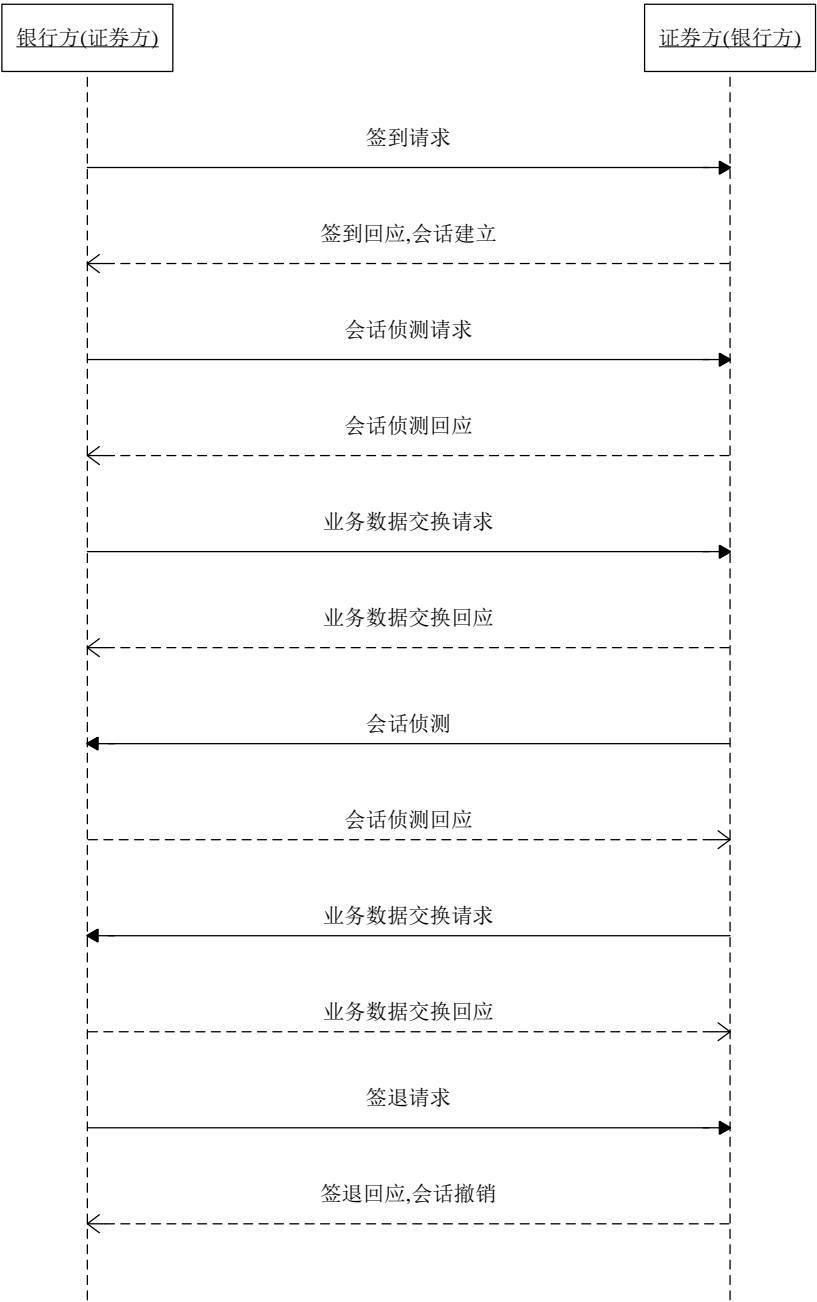 银行方(证券方)
证券方(银行方)
签到请求
签到回应,会话建立
会话侦测请求
会话侦测回应
业务数据交换请求
业务数据交换回应
会话侦测
会话侦测回应
业务数据交换请求
业务数据交换回应
签退请求
签退回应,会话撤销